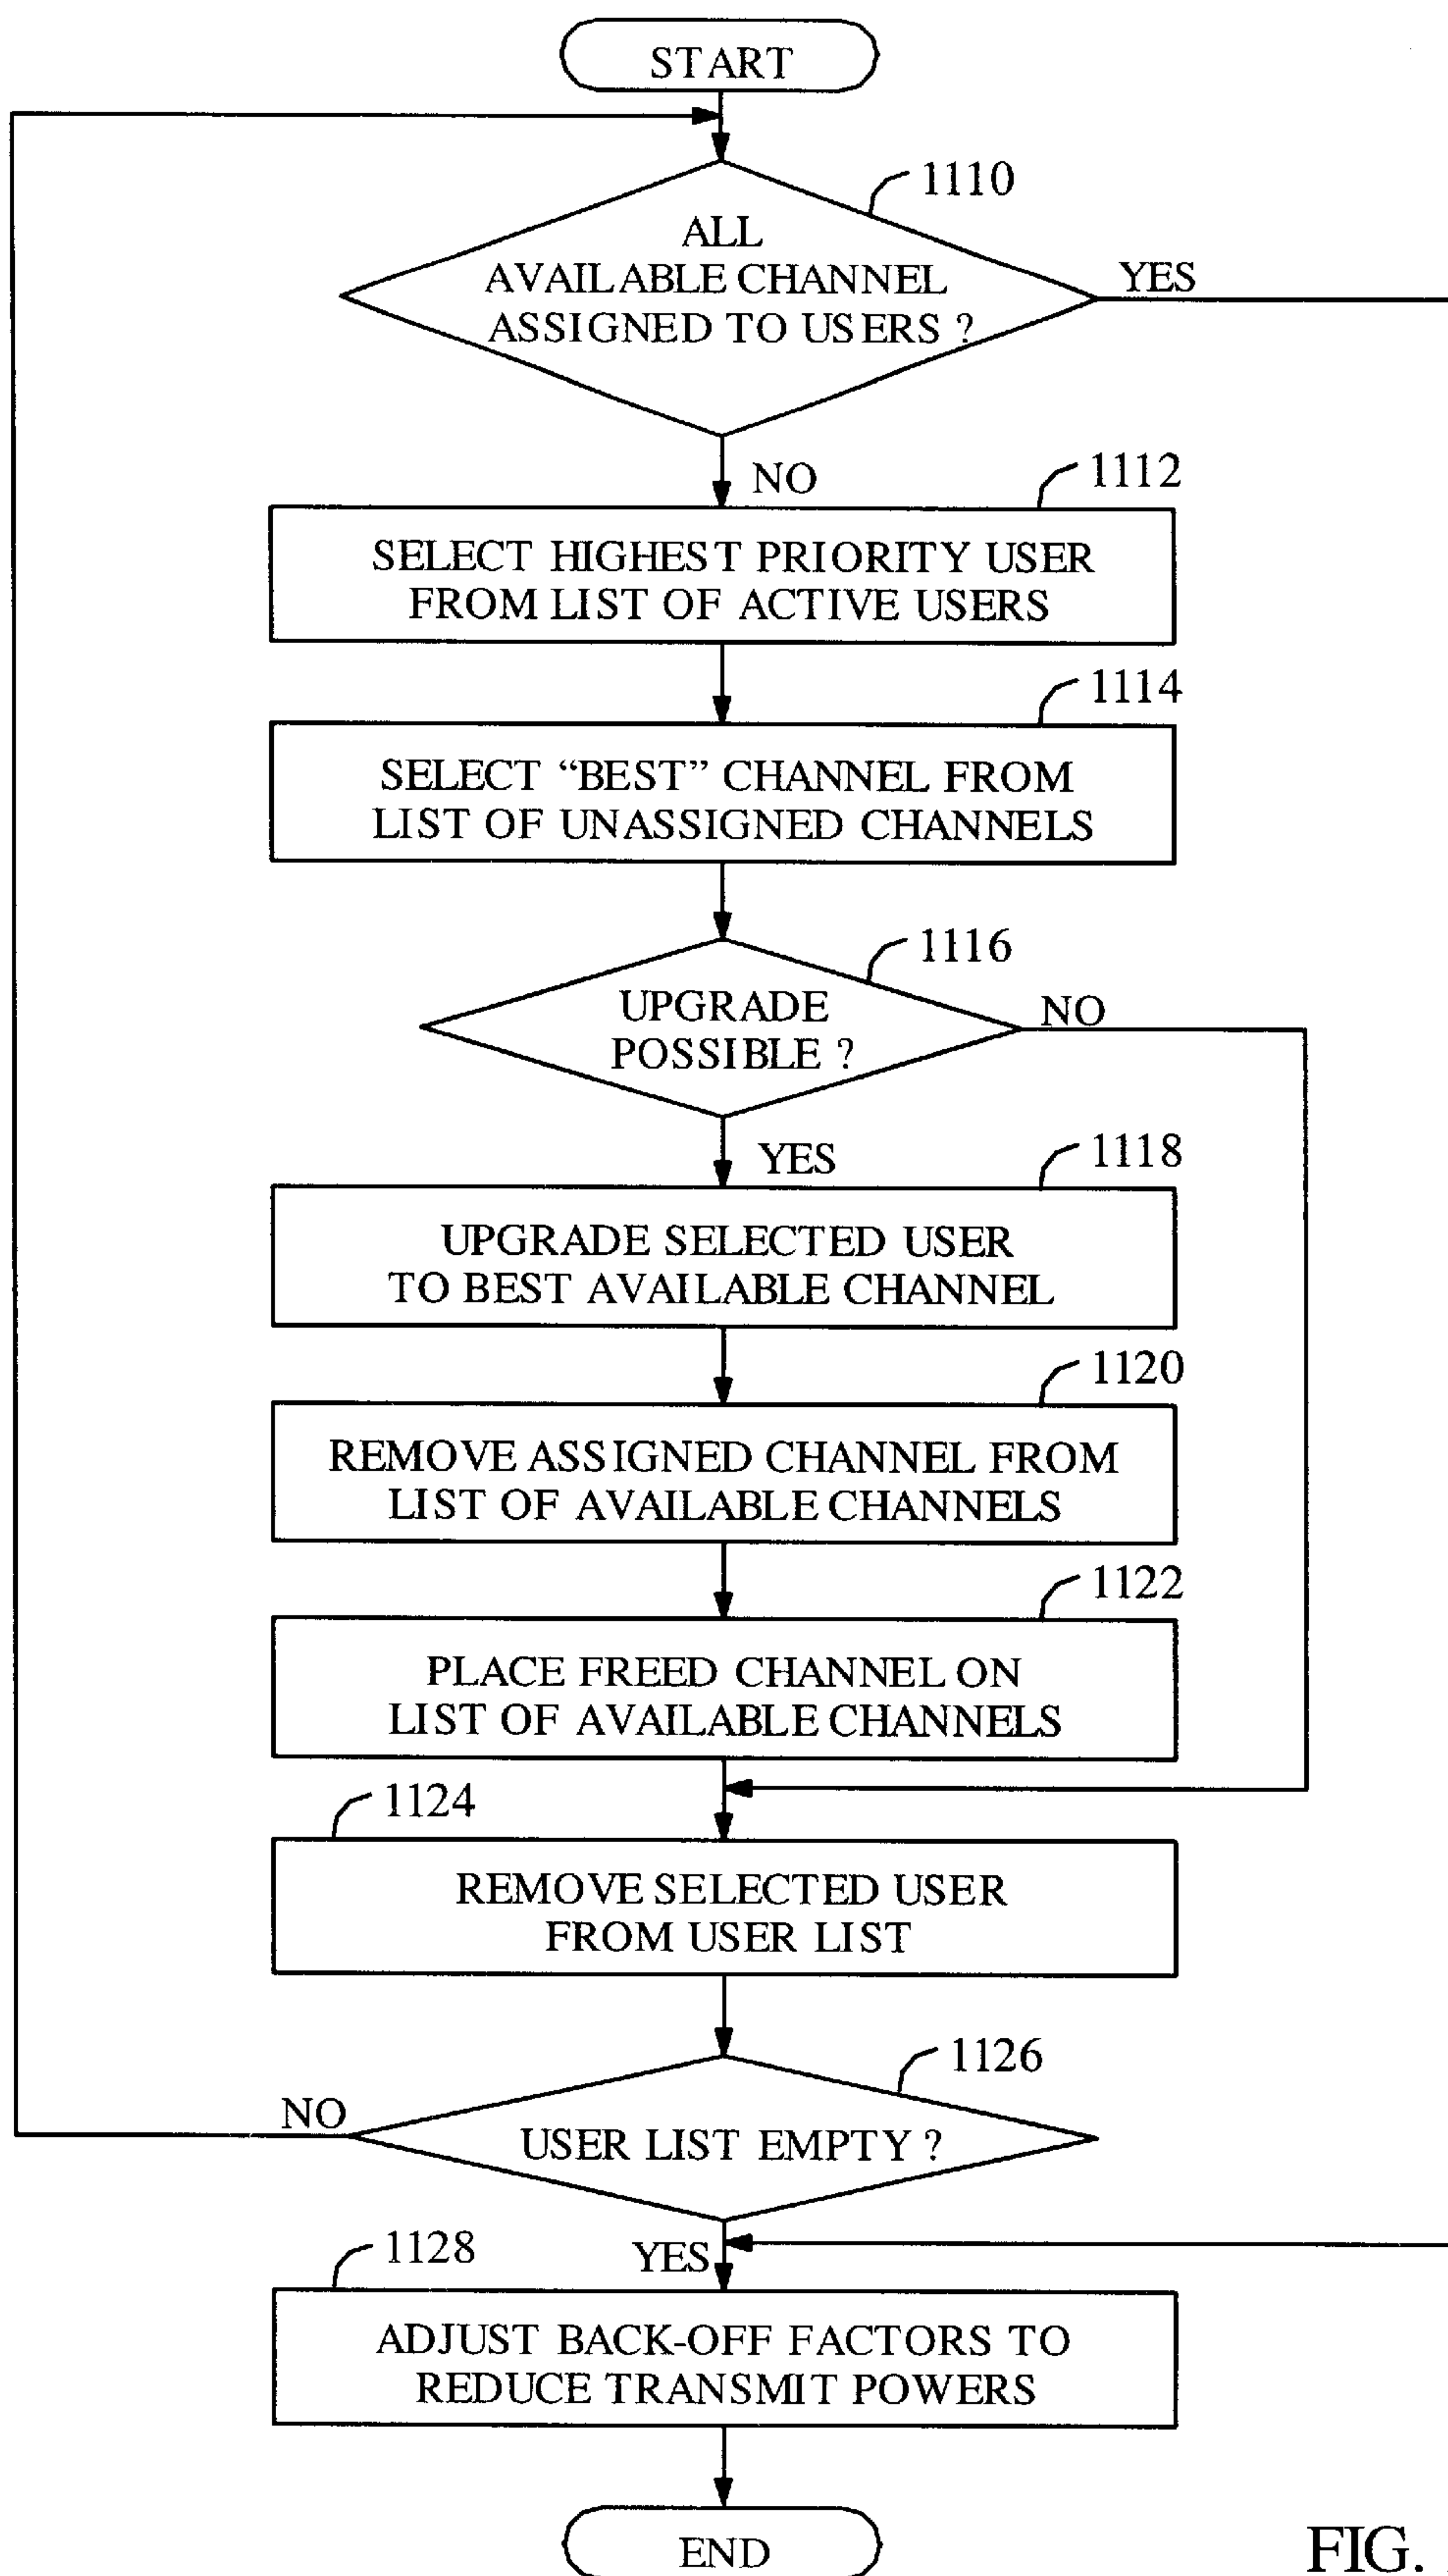 START
1110
ALL
AVAILABLE CHANNEL
ASSIGNED TO USERS ?
YES
NO
1112
SELECT HIGHEST PRIORITY USER
FROM LIST OF ACTIVE USERS
1114
SELECT “BEST” CHANNEL FROM
LIST OF UNASSIGNED CHANNELS
1116
UPGRADE
POSSIBLE ?
NO
YES
1118
UPGRADE SELECTED USER
TO BEST AVAILABLE CHANNEL
1120
REMOVE ASSIGNED CHANNEL FROM
LIST OF AVAILABLE CHANNELS
1122
PLACE FREED CHANNEL ON
LIST OF AVAILABLE CHANNELS
1124
REMOVE SELECTED USER
FROM USER LIST
1126
NO
USER LIST EMPTY ?
1128
YES
ADJUST BACK-OFF FACTORS TO
REDUCE TRANSMIT POWERS
END
FIG.